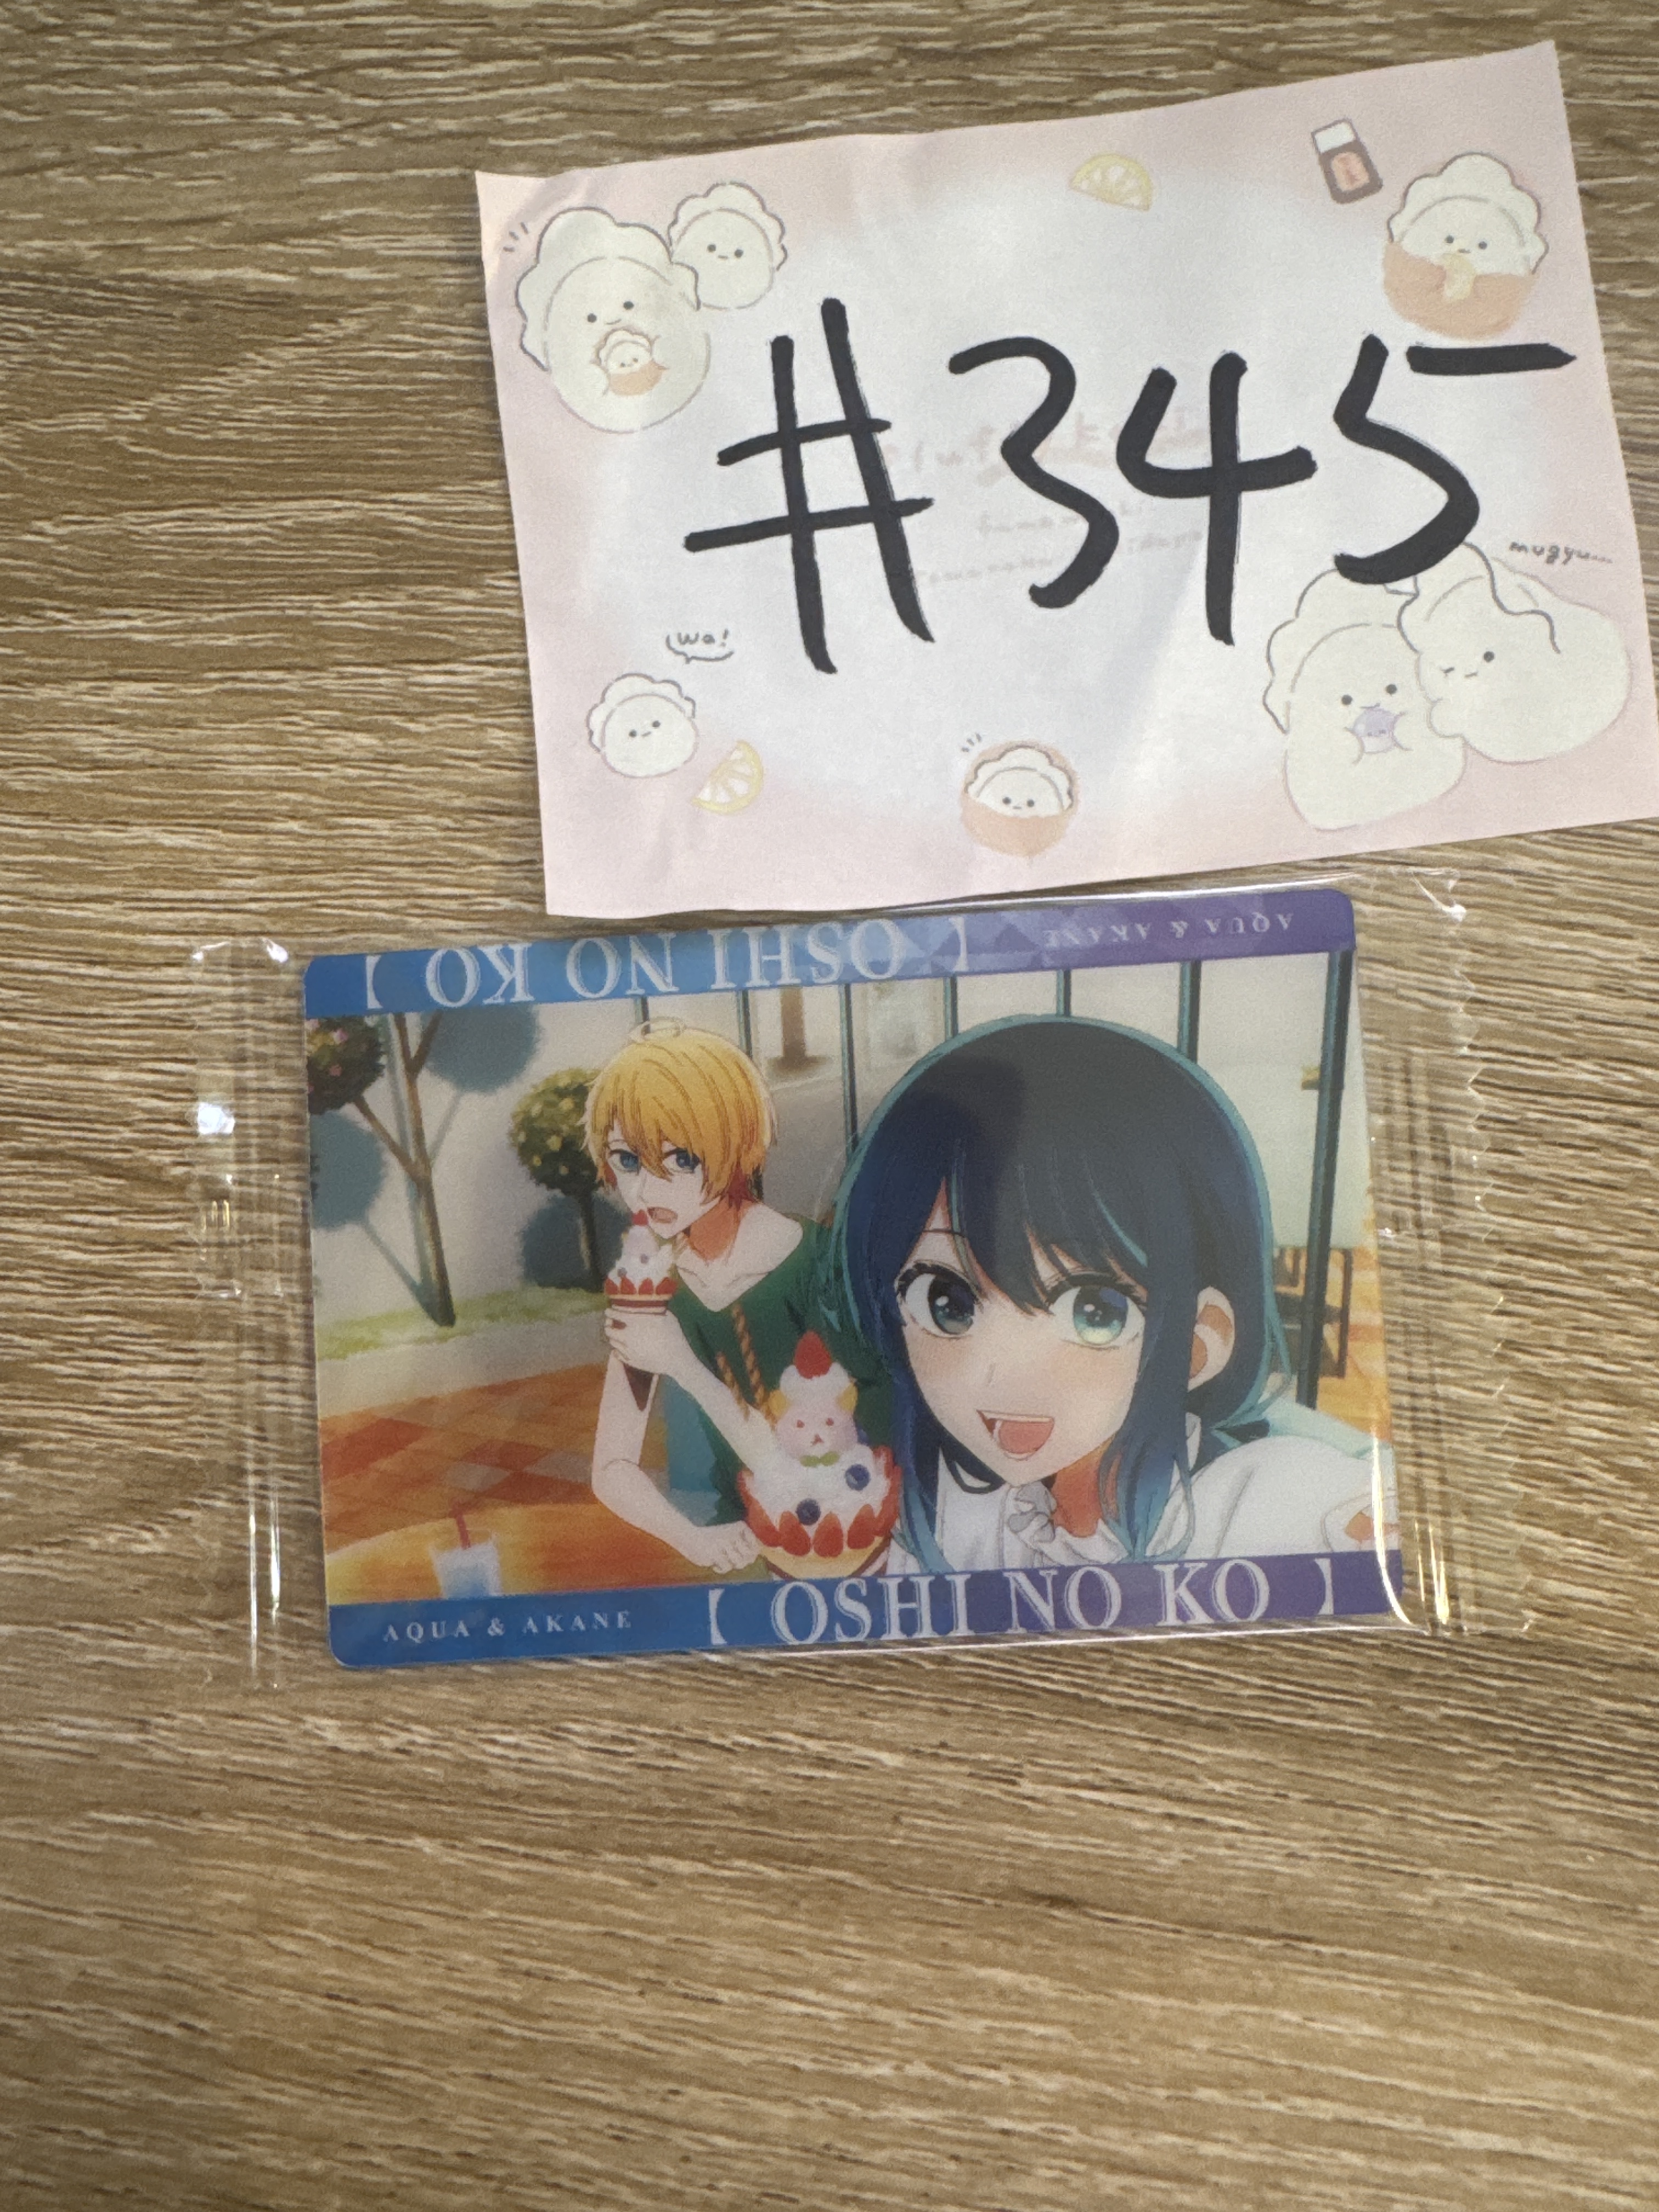 #345
mugyu...
wa!
【 OSHI NO KO 】
AQUA & AKANE
AQUA & AKANE
【 OSHI NO KO 】